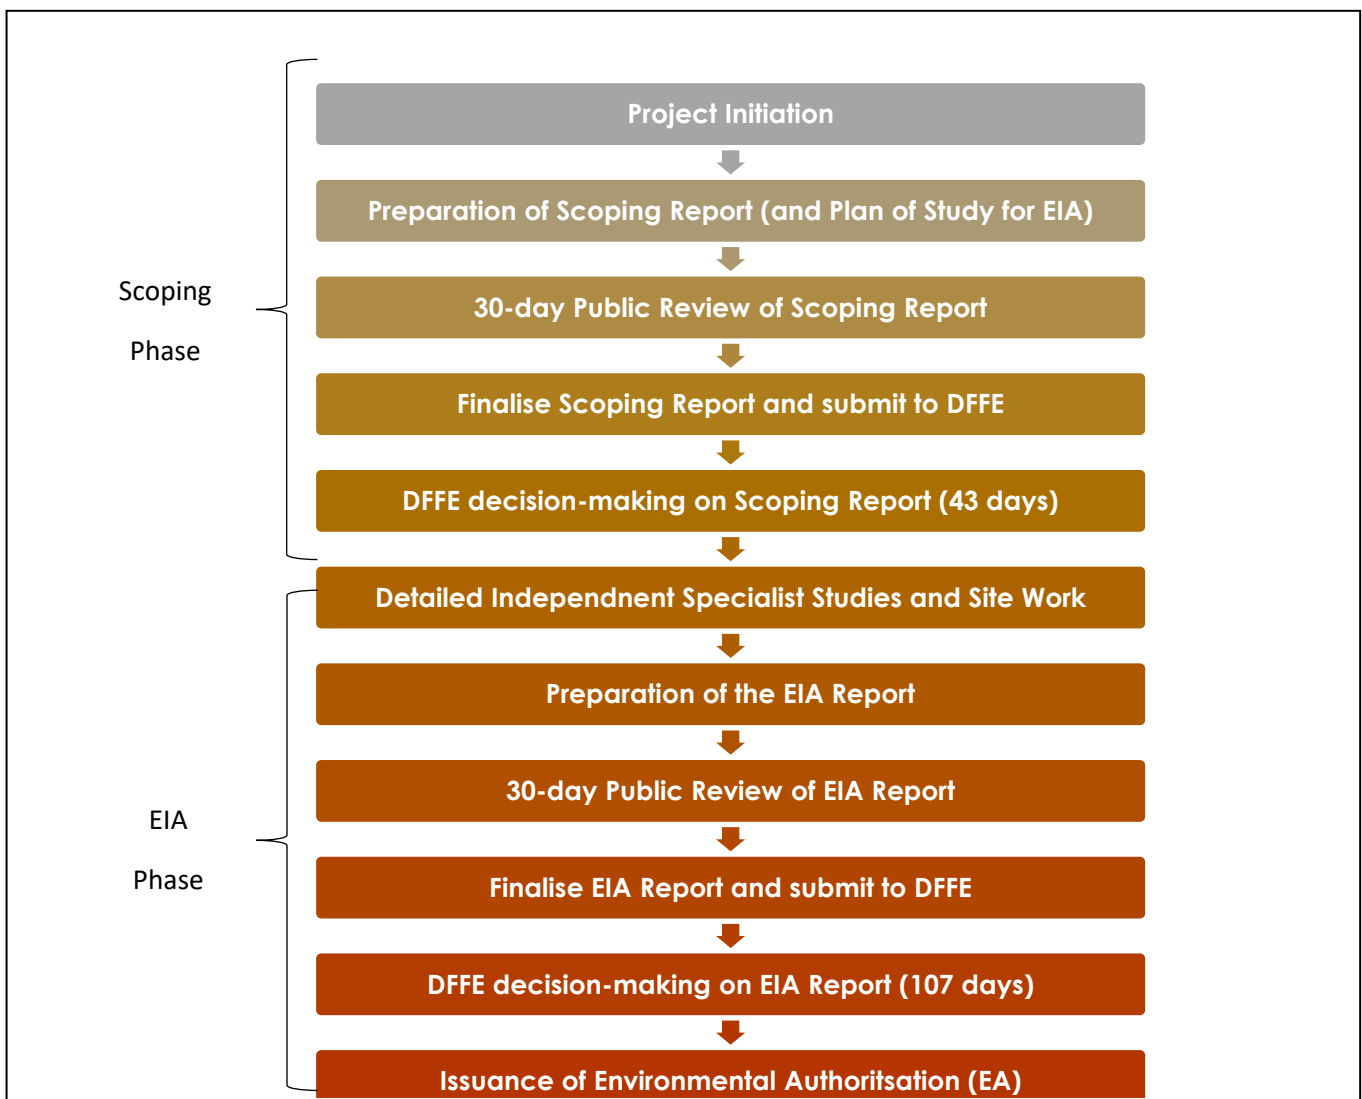 Project Initiation
Preparation of Scoping Report (and Plan of Study for EIA)
30-day Public Review of Scoping Report
Scoping
Phase
Finalise Scoping Report and submit to DFFE
DFFE decision-making on Scoping Report (43 days)
Detailed Independnent Specialist Studies and Site Work
Preparation of the EIA Report
30-day Public Review of EIA Report
EIA
Phase
Finalise EIA Report and submit to DFFE
DFFE decision-making on EIA Report (107 days)
Issuance of Environmental Authoritsation (EA)